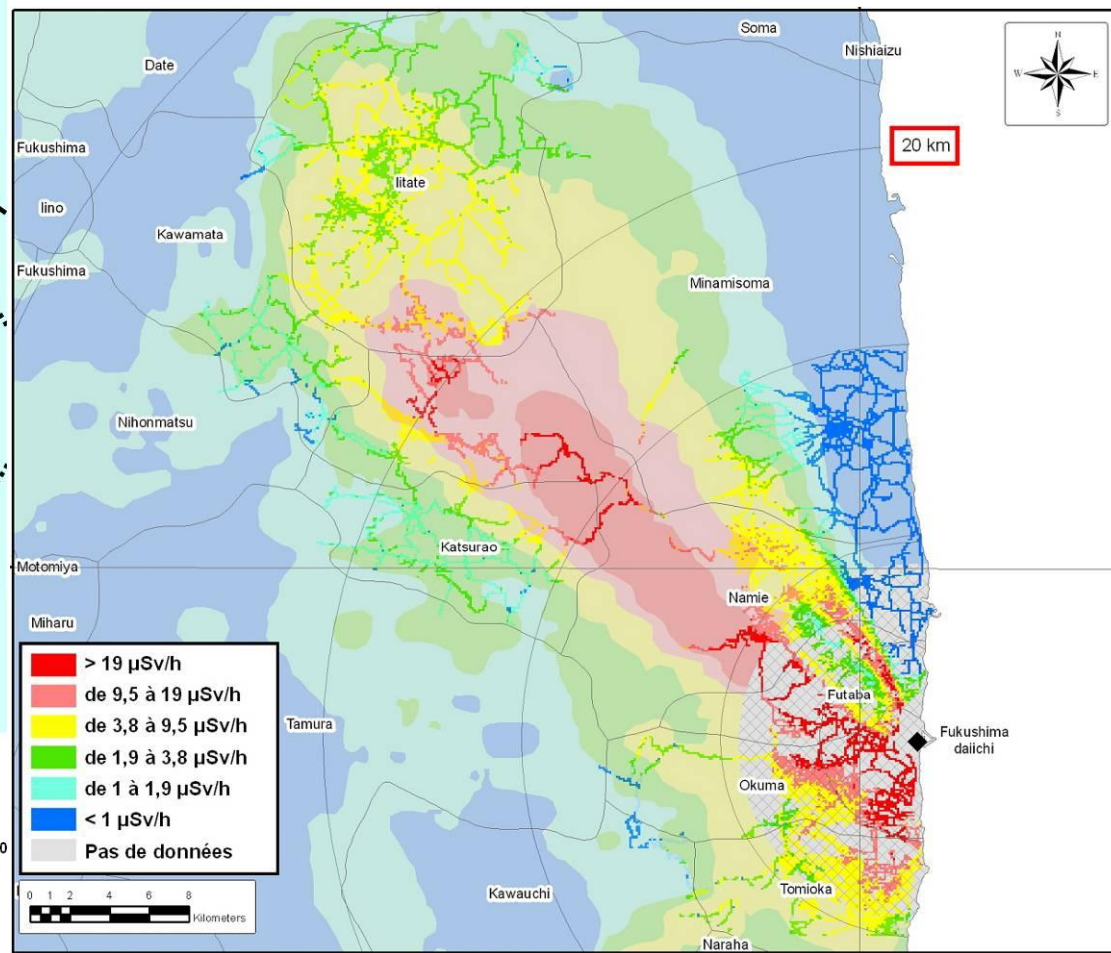 Soma
Nishiaizu
Date
N
W
E
S
20 km
Fukushima
Iitate
Iino
Kawamata
Fukushima
Minamisoma
Nihonmatsu
Katsurao
Motomiya
Namie
Miharu
> 19 µSv/h
de 9,5 à 19 µSv/h
de 3,8 à 9,5 µSv/h
de 1,9 à 3,8 µSv/h
de 1 à 1,9 µSv/h
< 1 µSv/h
Pas de données
Futaba
Tamura
Fukushima
daiichi
Okuma
0 1 2 4 6 8
Kilometers
Kawauchi
Tomioka
Naraha